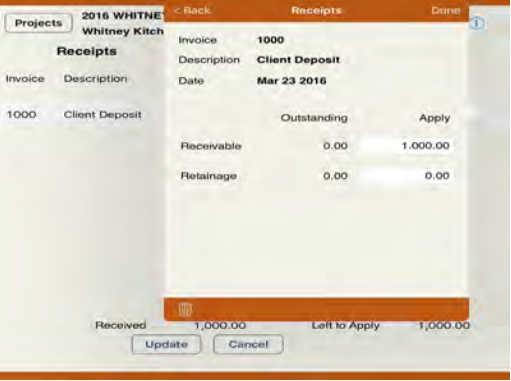 Projects
2016 WHITNE
Whitney Kitch
Receipts
Invoice Description
1000 Client Deposit
< Back Receipts Done
Invoice 1000
Description Client Deposit
Date Mar 23 2016
Outstanding Apply
Receivable 0.00 1,000.00
Retainage 0.00 0.00
Received 1,000.00 Left to Apply 1,000.00
Update Cancel